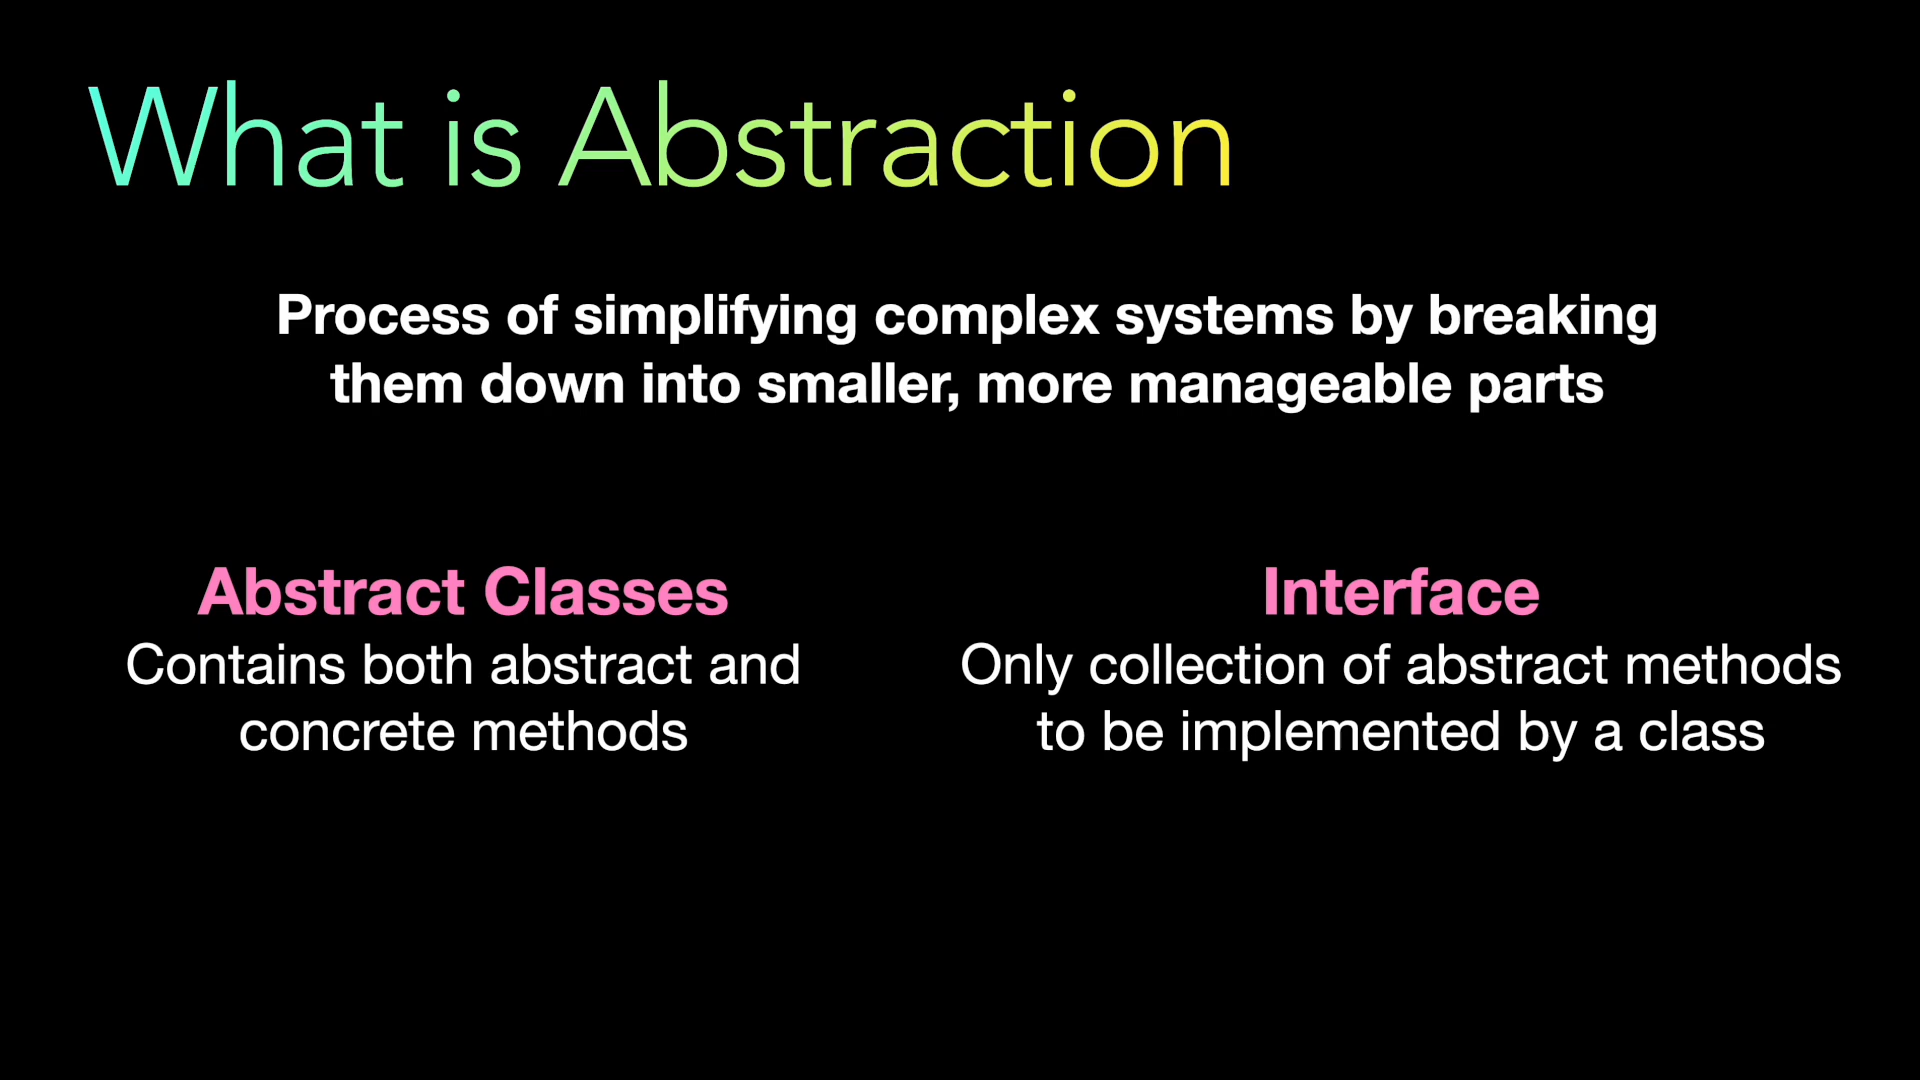 What is Abstraction
Process of simplifying complex systems by breaking
them down into smaller, more manageable parts
Abstract Classes
Contains both abstract and
concrete methods
Interface
Only collection of abstract methods
to be implemented by a class